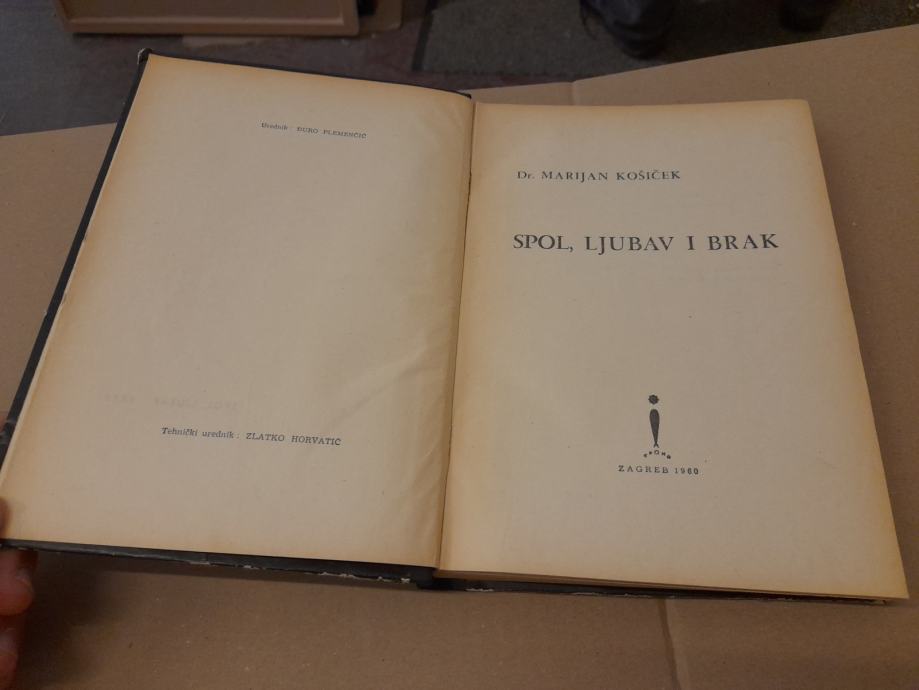 Urednik: ĐURO PLEMENČIĆ
Tehnički urednik: ZLATKO HORVATIĆ
Dr. MARIJAN KOŠIČEK
SPOL, LJUBAV I BRAK
ZAGREB 1960